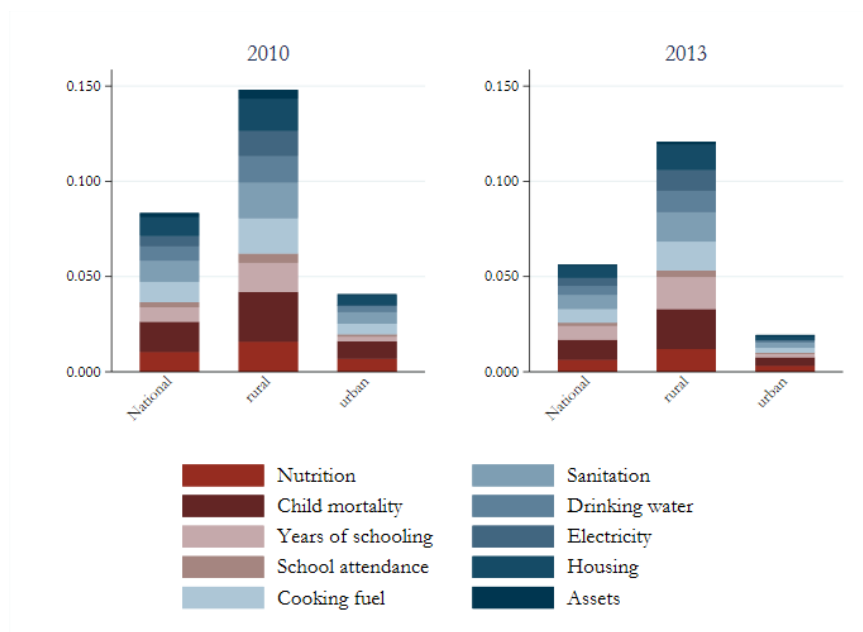 2010
0.150
0.100
0.050
0.000
National
rural
urban
2013
0.150
0.100
0.050
0.000
National
rural
urban
Nutrition
Child mortality
Years of schooling
School attendance
Cooking fuel
Sanitation
Drinking water
Electricity
Housing
Assets